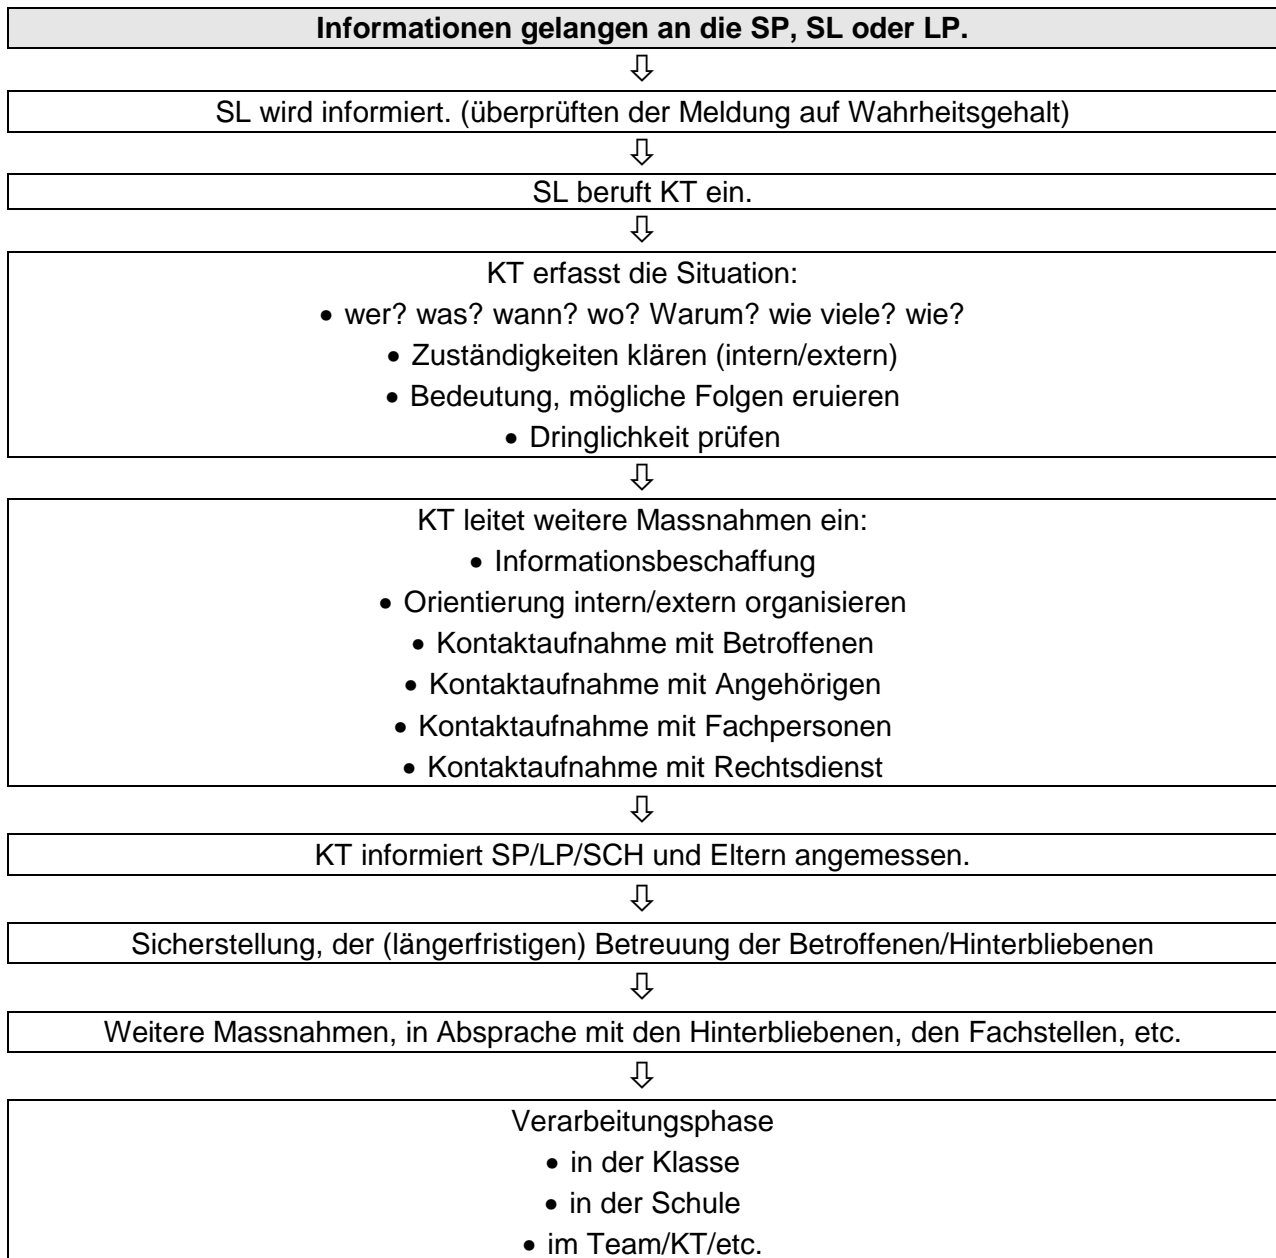 Informationen gelangen an die SP, SL oder LP.
⇩
SL wird informiert. (überprüften der Meldung auf Wahrheitsgehalt)
⇩
SL beruft KT ein.
⇩
KT erfasst die Situation:
• wer? was? wann? wo? Warum? wie viele? wie?
• Zuständigkeiten klären (intern/extern)
• Bedeutung, mögliche Folgen eruieren
• Dringlichkeit prüfen
⇩
KT leitet weitere Massnahmen ein:
• Informationsbeschaffung
• Orientierung intern/extern organisieren
• Kontaktaufnahme mit Betroffenen
• Kontaktaufnahme mit Angehörigen
• Kontaktaufnahme mit Fachpersonen
• Kontaktaufnahme mit Rechtsdienst
⇩
KT informiert SP/LP/SCH und Eltern angemessen.
⇩
Sicherstellung, der (längerfristigen) Betreuung der Betroffenen/Hinterbliebenen
⇩
Weitere Massnahmen, in Absprache mit den Hinterbliebenen, den Fachstellen, etc.
⇩
Verarbeitungsphase
• in der Klasse
• in der Schule
• im Team/KT/etc.